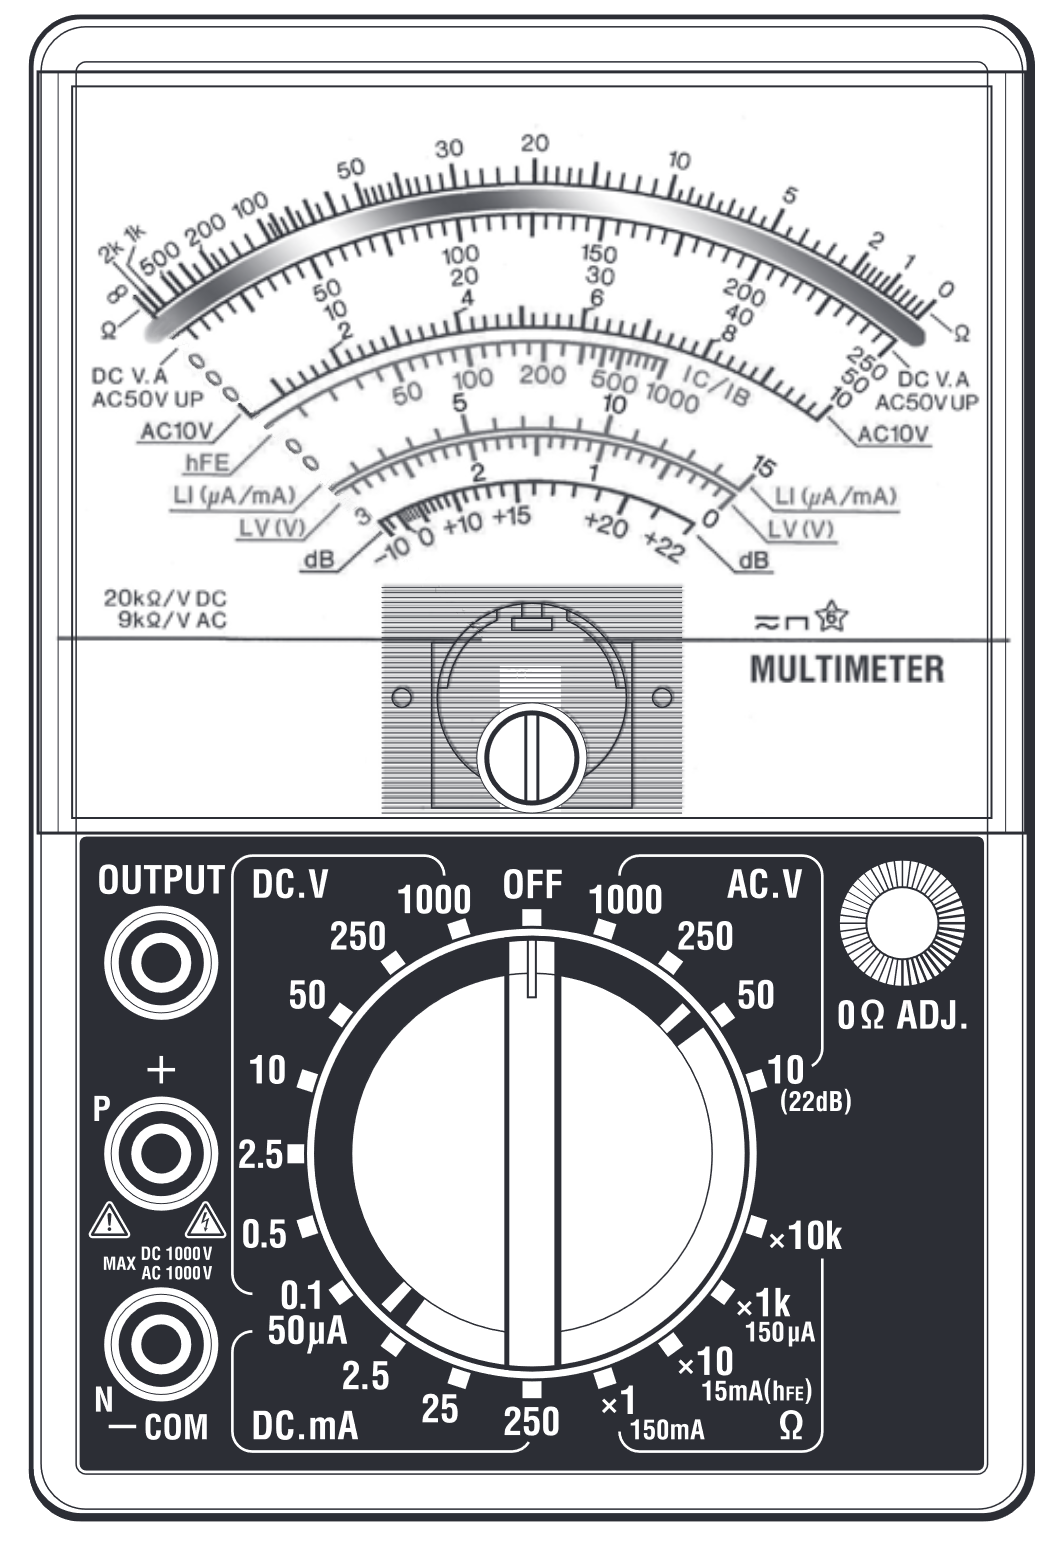 2k 1k 500 200 100 50 30 20 10 5 2 1 0
∞
Ω Ω
0 50 100 150 200 250
0 10 20 30 40 50
0 2 4 6 8 10
DC V.A DC V.A
AC50V UP AC50V UP
AC10V AC10V
0 50 100 200 500 1000 IC/IB
hFE
0 5 10 15
LI (μA/mA) LI (μA/mA)
3 2 1 0
LV (V) LV (V)
-10 0 +10 +15 +20 +22
dB dB
20kΩ/V DC
9kΩ/V AC
6
MULTIMETER
OUTPUT
DC.V
1000
OFF
1000
AC.V
250
250
50
50
0Ω ADJ.
10
10
(22dB)
+
P
2.5
0.5
×10k
MAX DC 1000V
AC 1000V
0.1
50μA
×1k
150μA
2.5
×10
15mA(hFE)
25
250
×1
150mA
N
— COM
DC.mA
Ω